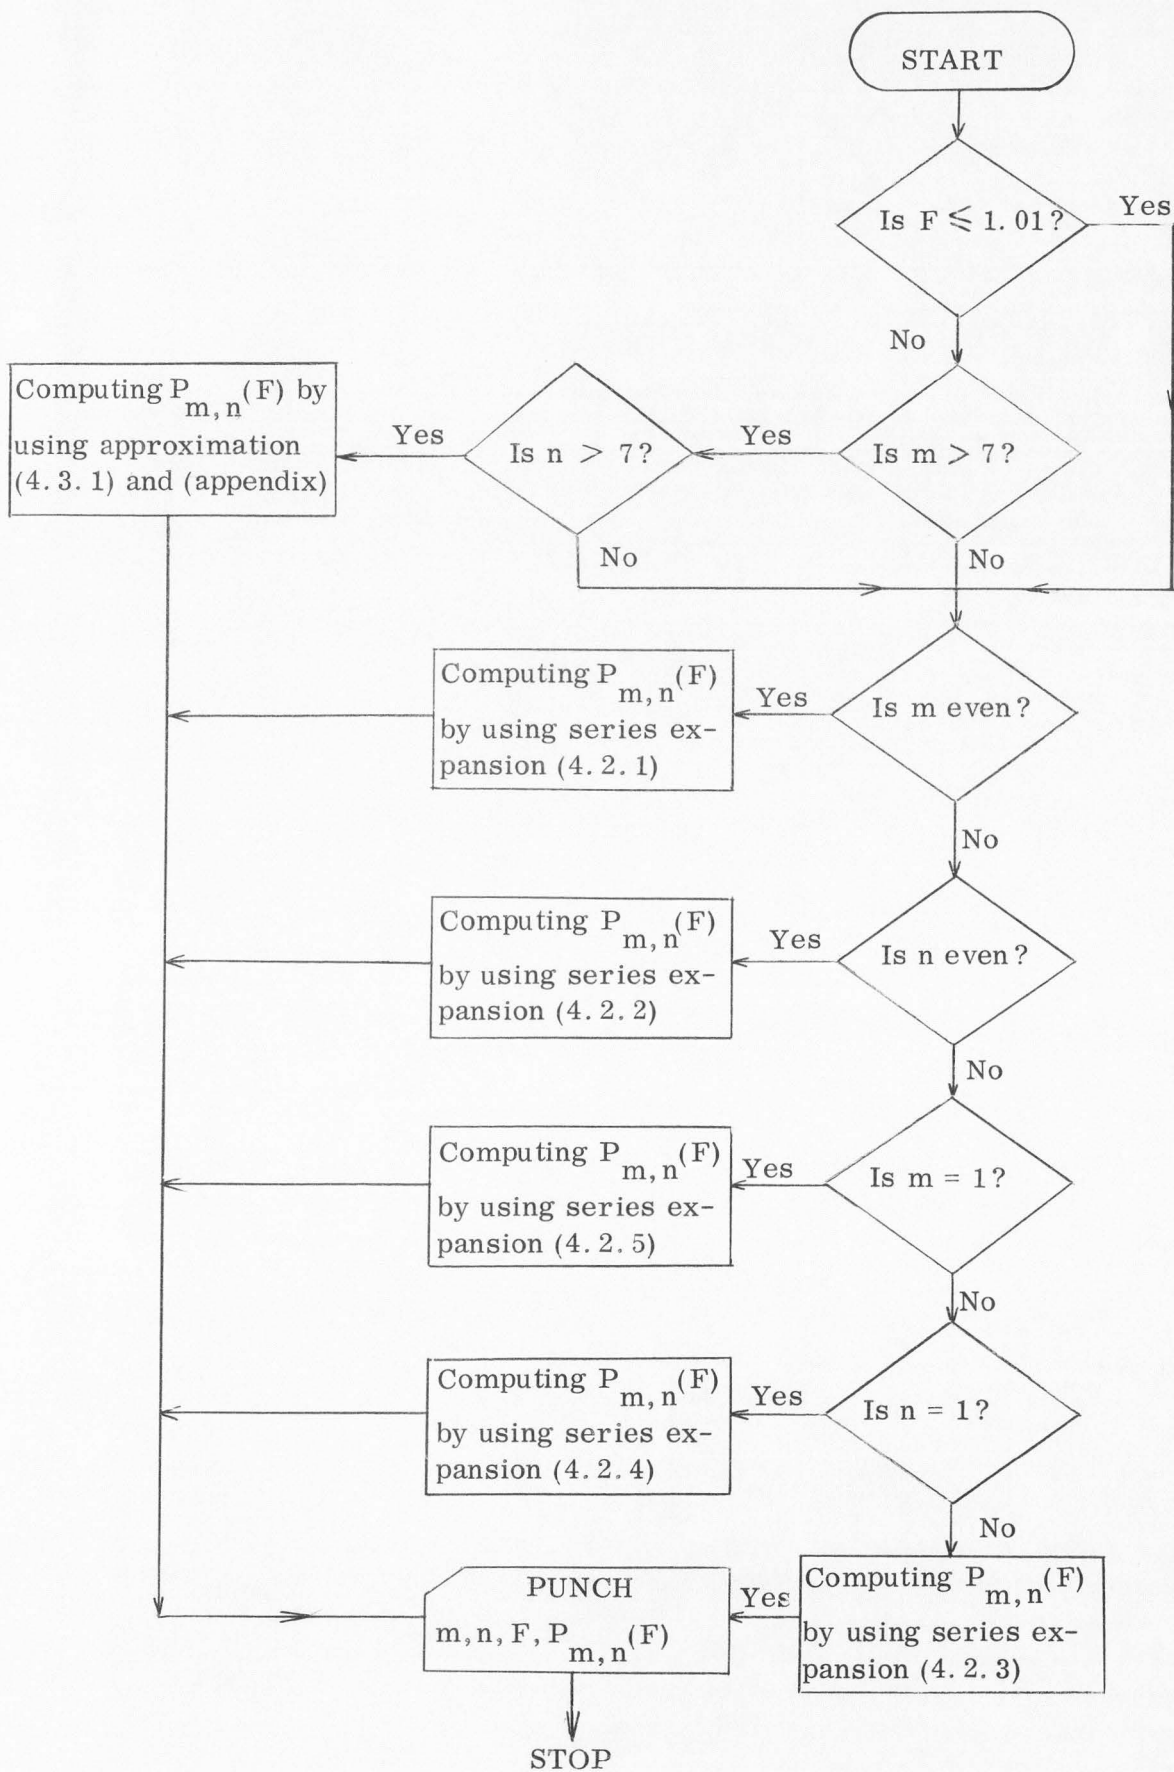 START
Is F ≤ 1.01?
Yes
No
Computing P_{m,n}(F) by
using approximation
(4.3.1) and (appendix)
Yes
Is n > 7?
Yes
Is m > 7?
No
No
Computing P_{m,n}(F)
by using series ex-
pansion (4.2.1)
Yes
Is m even?
No
Computing P_{m,n}(F)
by using series ex-
pansion (4.2.2)
Yes
Is n even?
No
Computing P_{m,n}(F)
by using series ex-
pansion (4.2.5)
Yes
Is m = 1?
No
Computing P_{m,n}(F)
by using series ex-
pansion (4.2.4)
Yes
Is n = 1?
No
PUNCH
m,n, F, P_{m,n}(F)
Yes
Computing P_{m,n}(F)
by using series ex-
pansion (4.2.3)
STOP